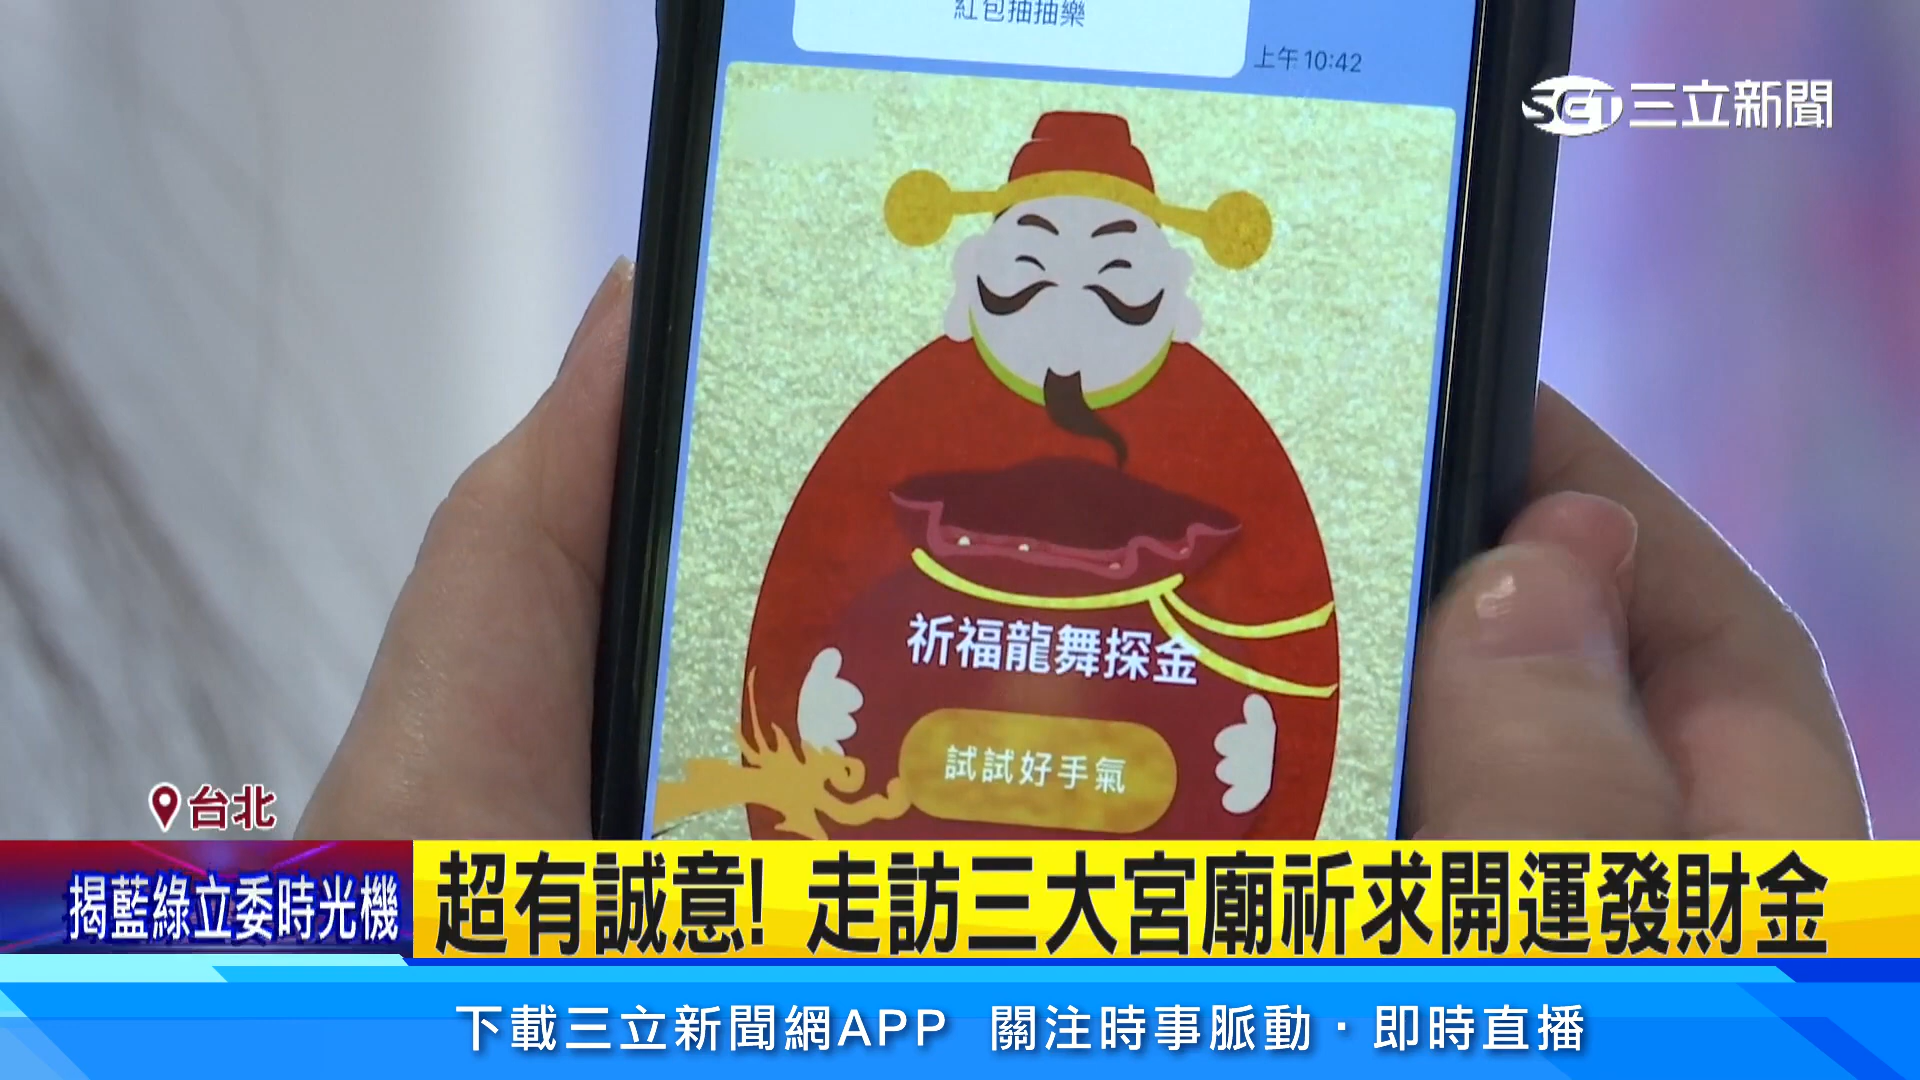 紅包抽抽樂
上午10:42
SET三立新聞
祈福龍舞探金
試試好手氣
台北
揭藍綠立委時光機
超有誠意! 走訪三大宮廟祈求開運發財金
下載三立新聞網APP 關注時事脈動·即時直播